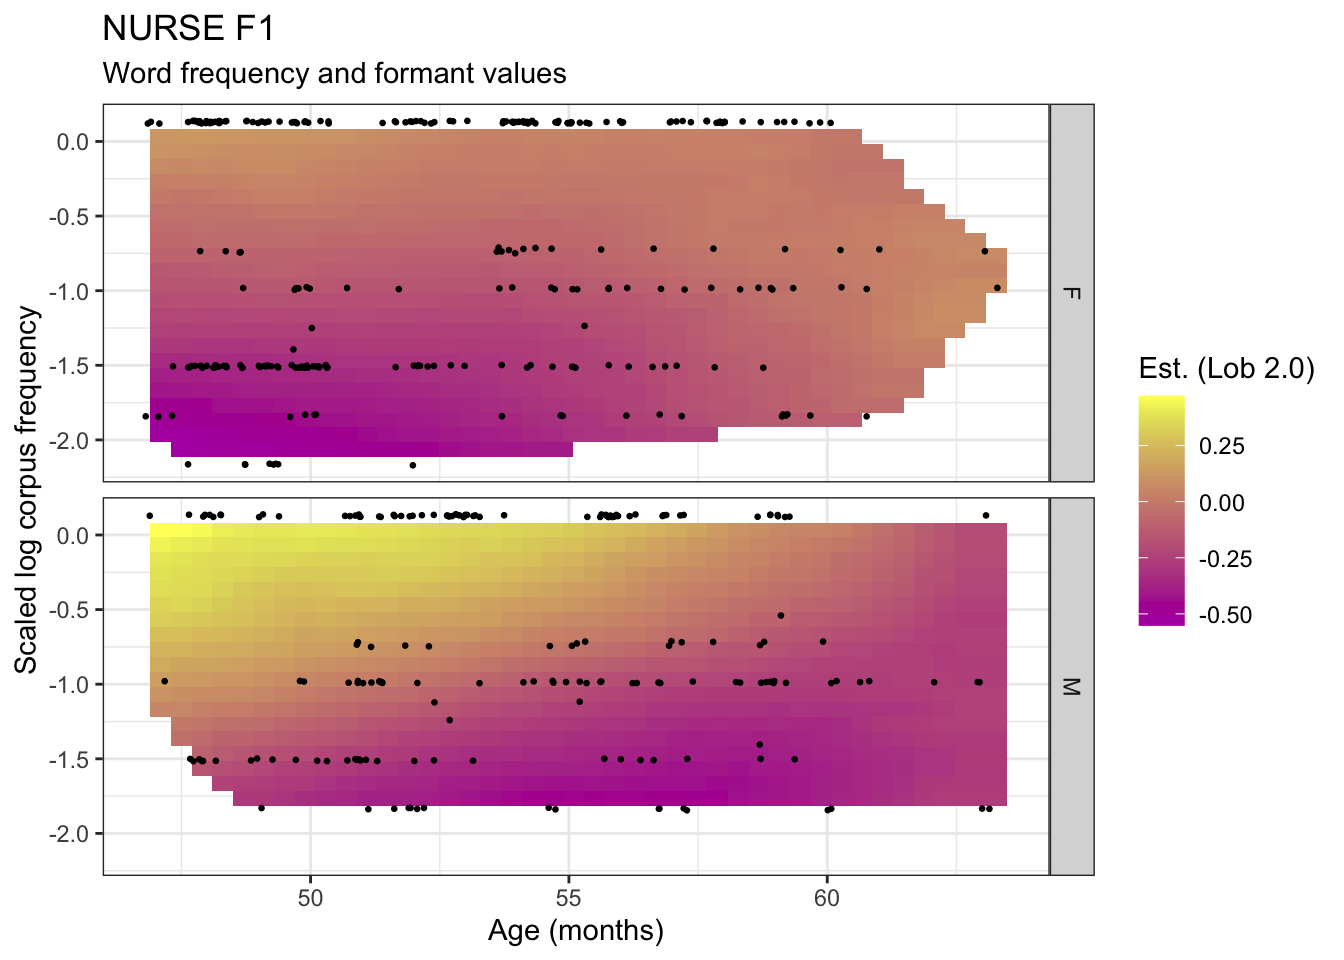 NURSE F1
Word frequency and formant values
Scaled log corpus frequency
0.0
-0.5
-1.0
-1.5
-2.0
F
0.0
-0.5
-1.0
-1.5
-2.0
M
50
55
60
Age (months)
Est. (Lob 2.0)
0.25
0.00
-0.25
-0.50